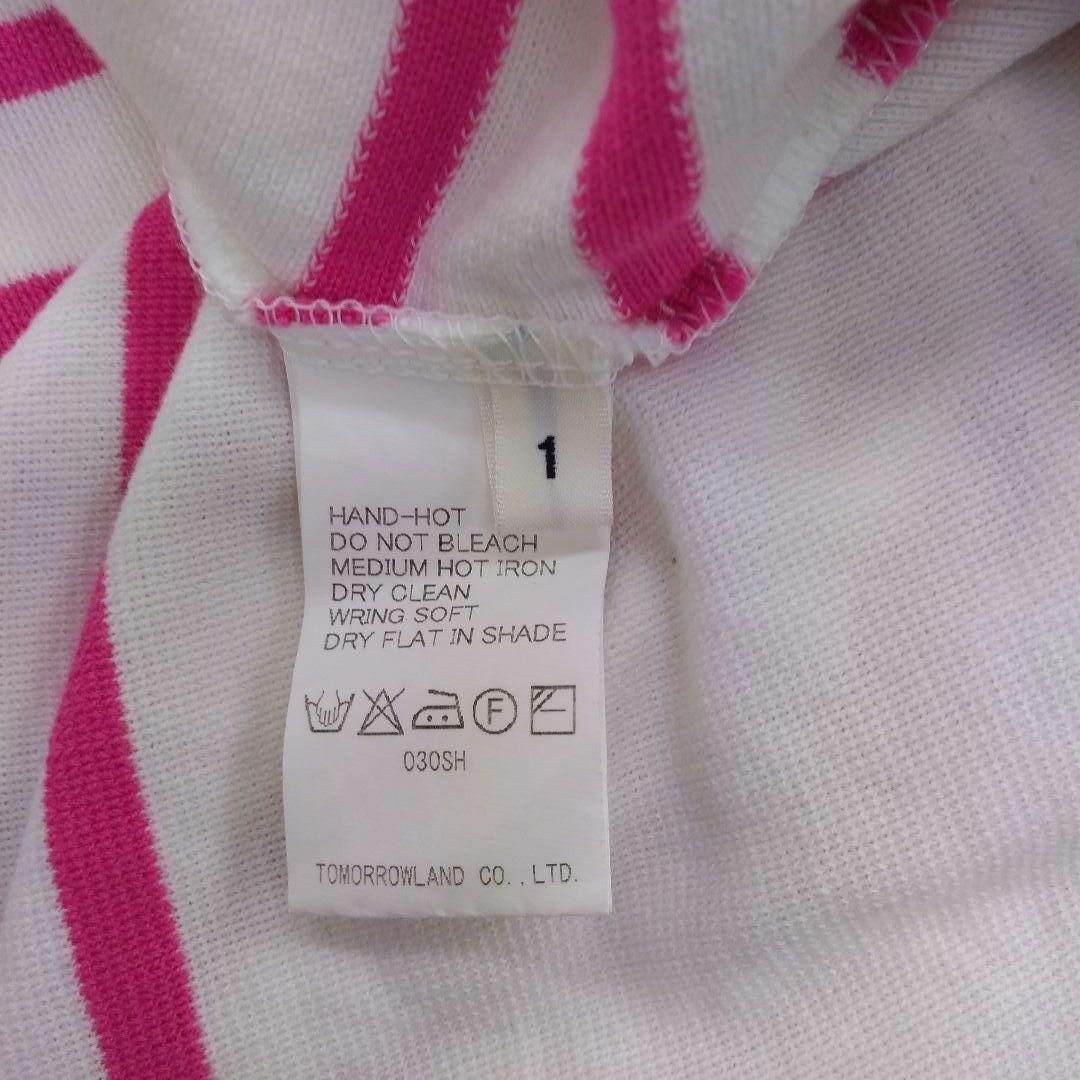 1
HAND-HOT
DO NOT BLEACH
MEDIUM HOT IRON
DRY CLEAN
WRING SOFT
DRY FLAT IN SHADE
F
030SH
TOMORROWLAND CO.,LTD.